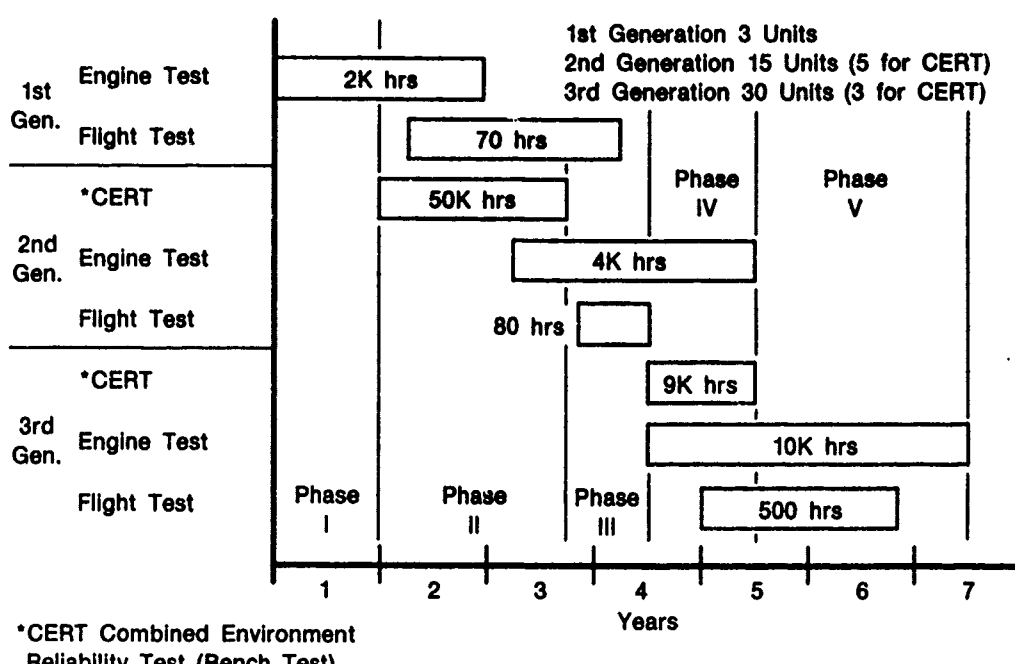 1st Generation 3 Units
2nd Generation 15 Units (5 for CERT)
3rd Generation 30 Units (3 for CERT)
1st
Gen.
Engine Test
2K hrs
Flight Test
70 hrs
*CERT
50K hrs
Phase
IV
Phase
V
2nd
Gen.
Engine Test
4K hrs
Flight Test
80 hrs
*CERT
9K hrs
3rd
Gen.
Engine Test
10K hrs
Flight Test
500 hrs
Phase
I
Phase
II
Phase
III
1 2 3 4 5 6 7
Years
*CERT Combined Environment
Reliability Test (Bench Test)